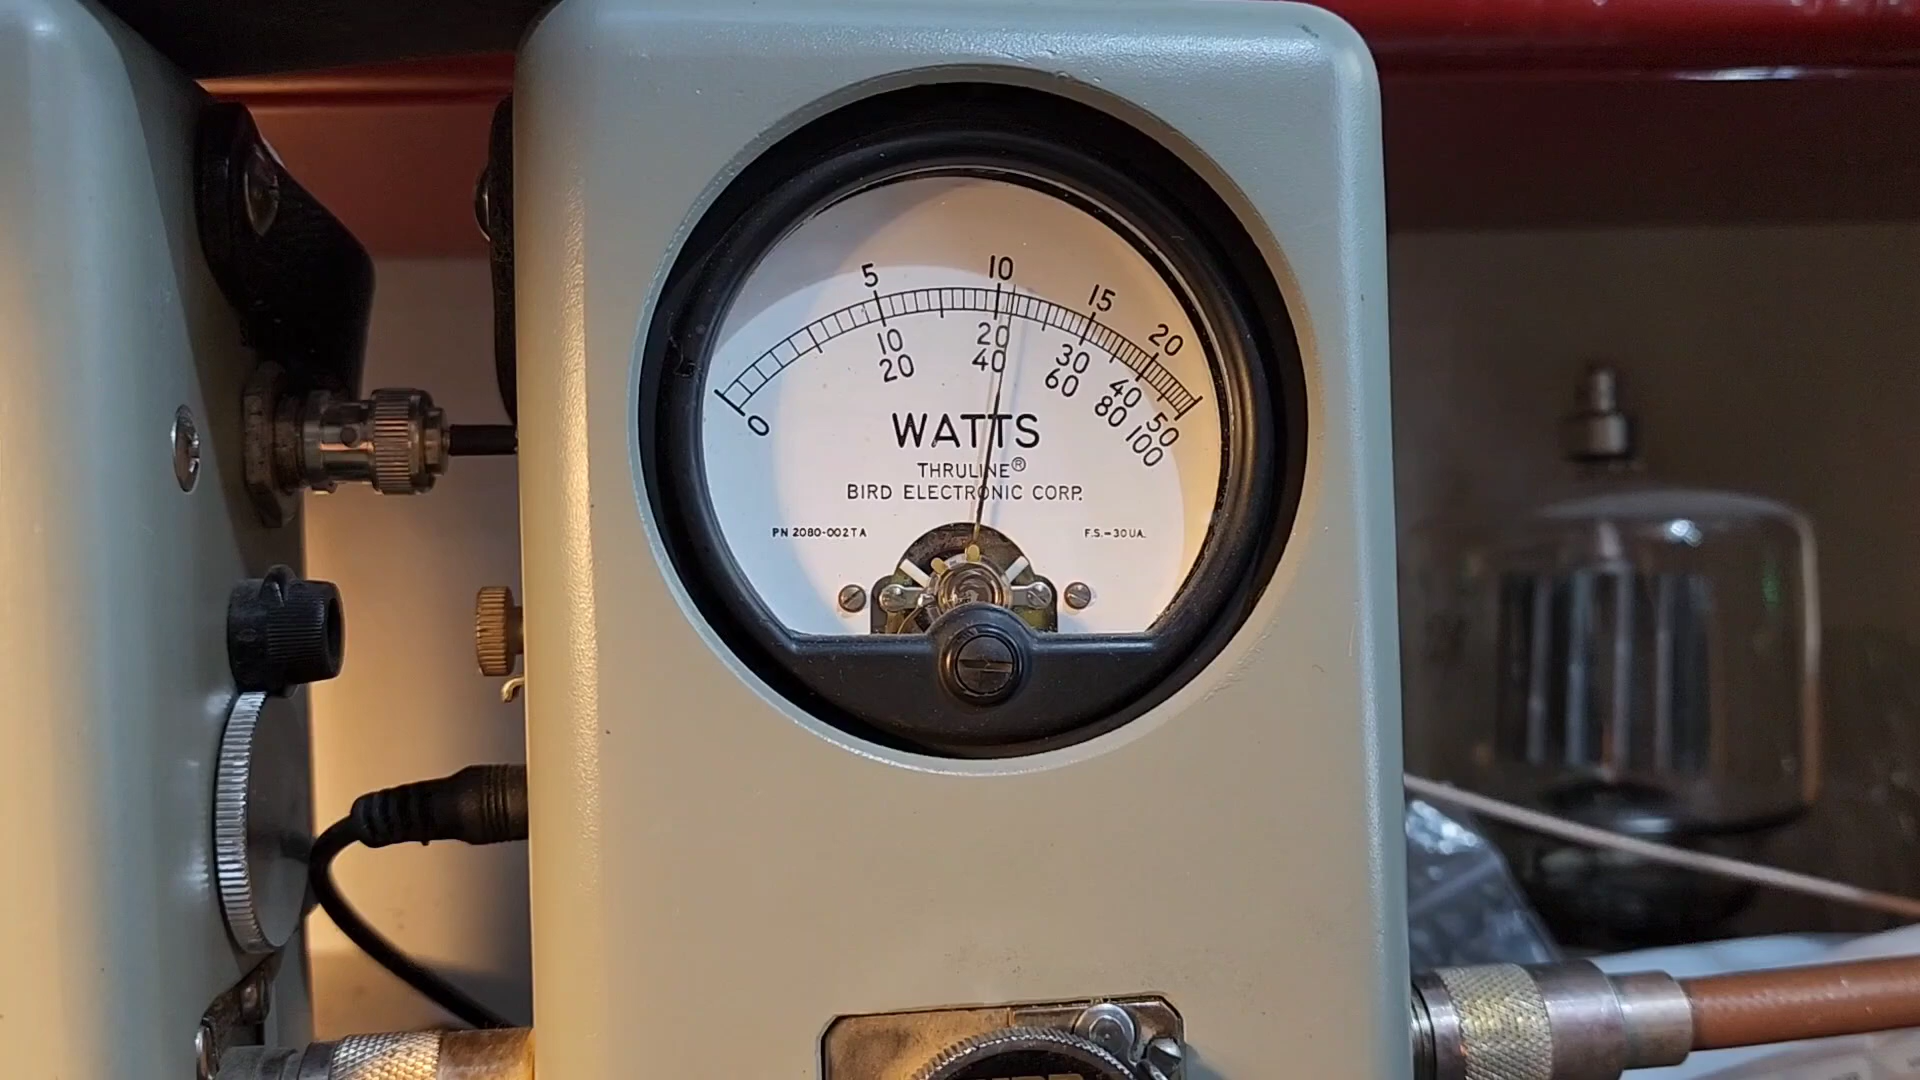 5 10 15 20
0 10 20 30 40 50
20 40 60 80 100
WATTS
THRULINE®
BIRD ELECTRONIC CORP.
PN 2080-002TA F.S.=30UA.